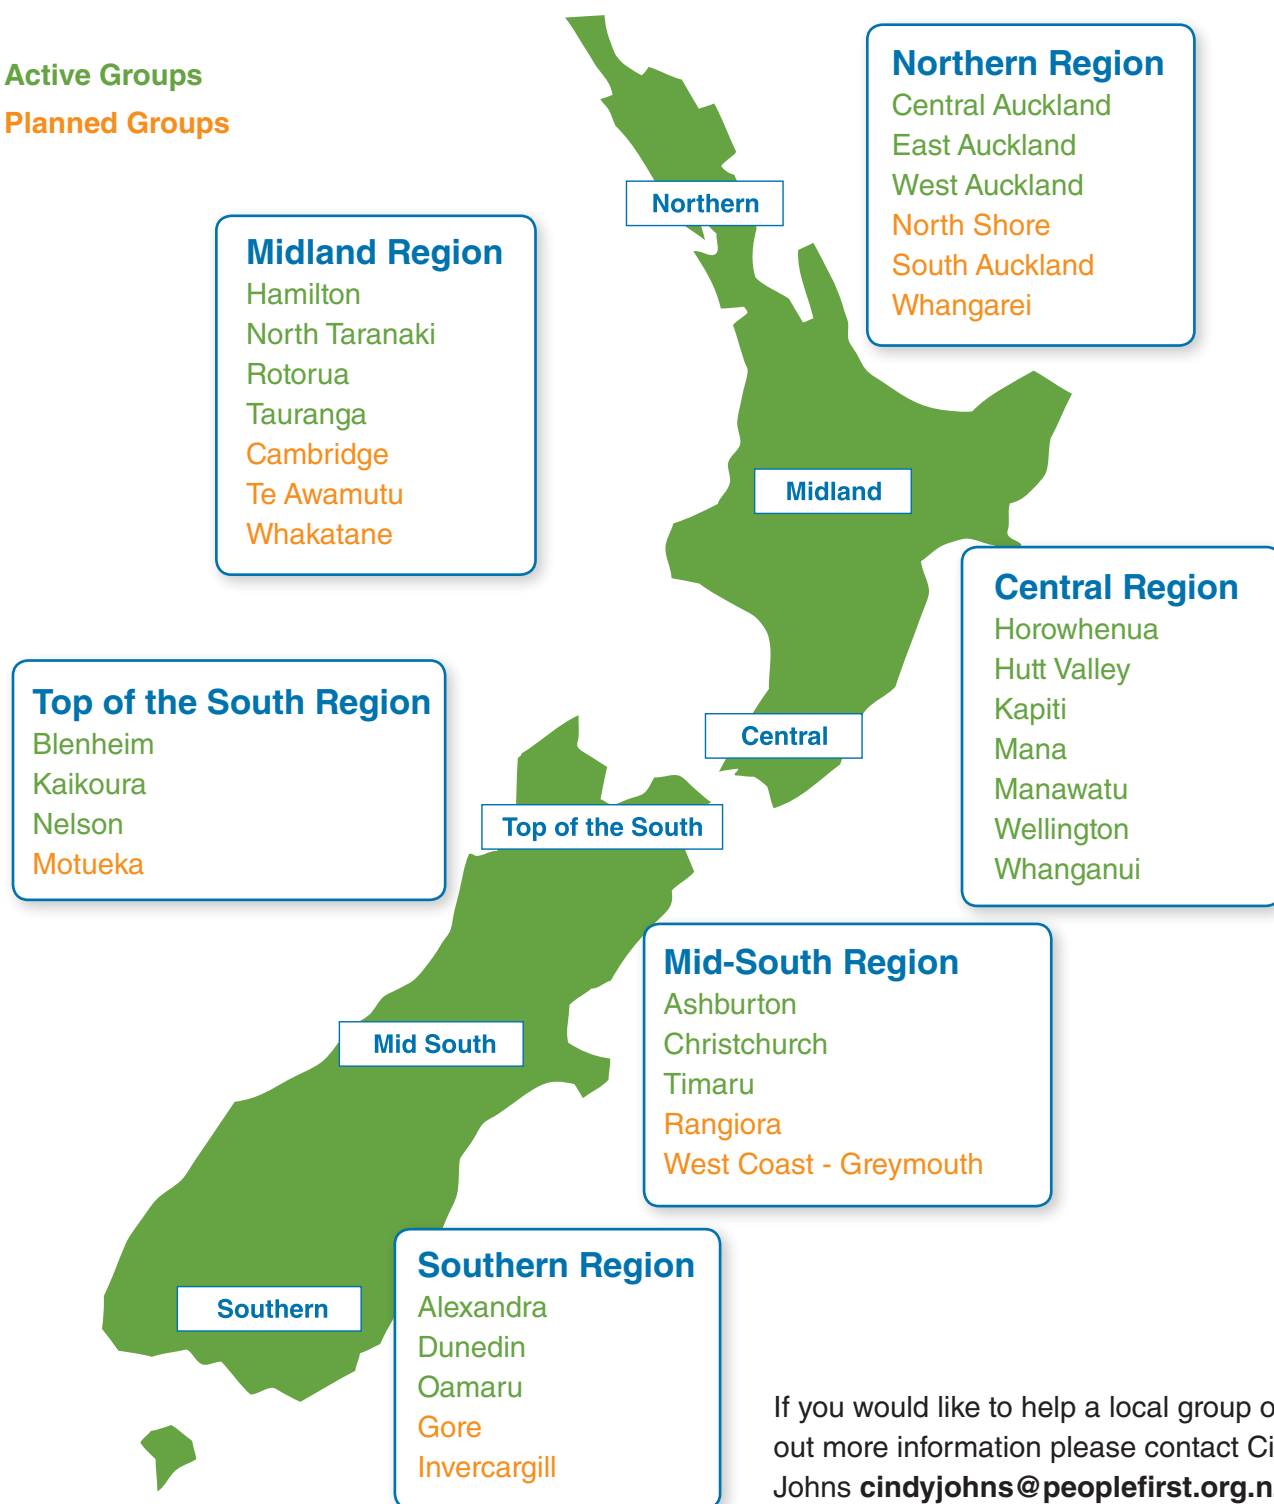 Active Groups
Planned Groups
Northern Region
Central Auckland
East Auckland
West Auckland
North Shore
South Auckland
Whangarei
Northern
Midland Region
Hamilton
North Taranaki
Rotorua
Tauranga
Cambridge
Te Awamutu
Whakatane
Midland
Central Region
Horowhenua
Hutt Valley
Kapiti
Mana
Manawatu
Wellington
Whanganui
Central
Top of the South Region
Blenheim
Kaikoura
Nelson
Motueka
Top of the South
Mid-South Region
Ashburton
Christchurch
Timaru
Rangiora
West Coast - Greymouth
Mid South
Southern Region
Alexandra
Dunedin
Oamaru
Gore
Invercargill
Southern
If you would like to help a local group
out more information please contact
Johns cindyjohns@peoplefirst.org.n